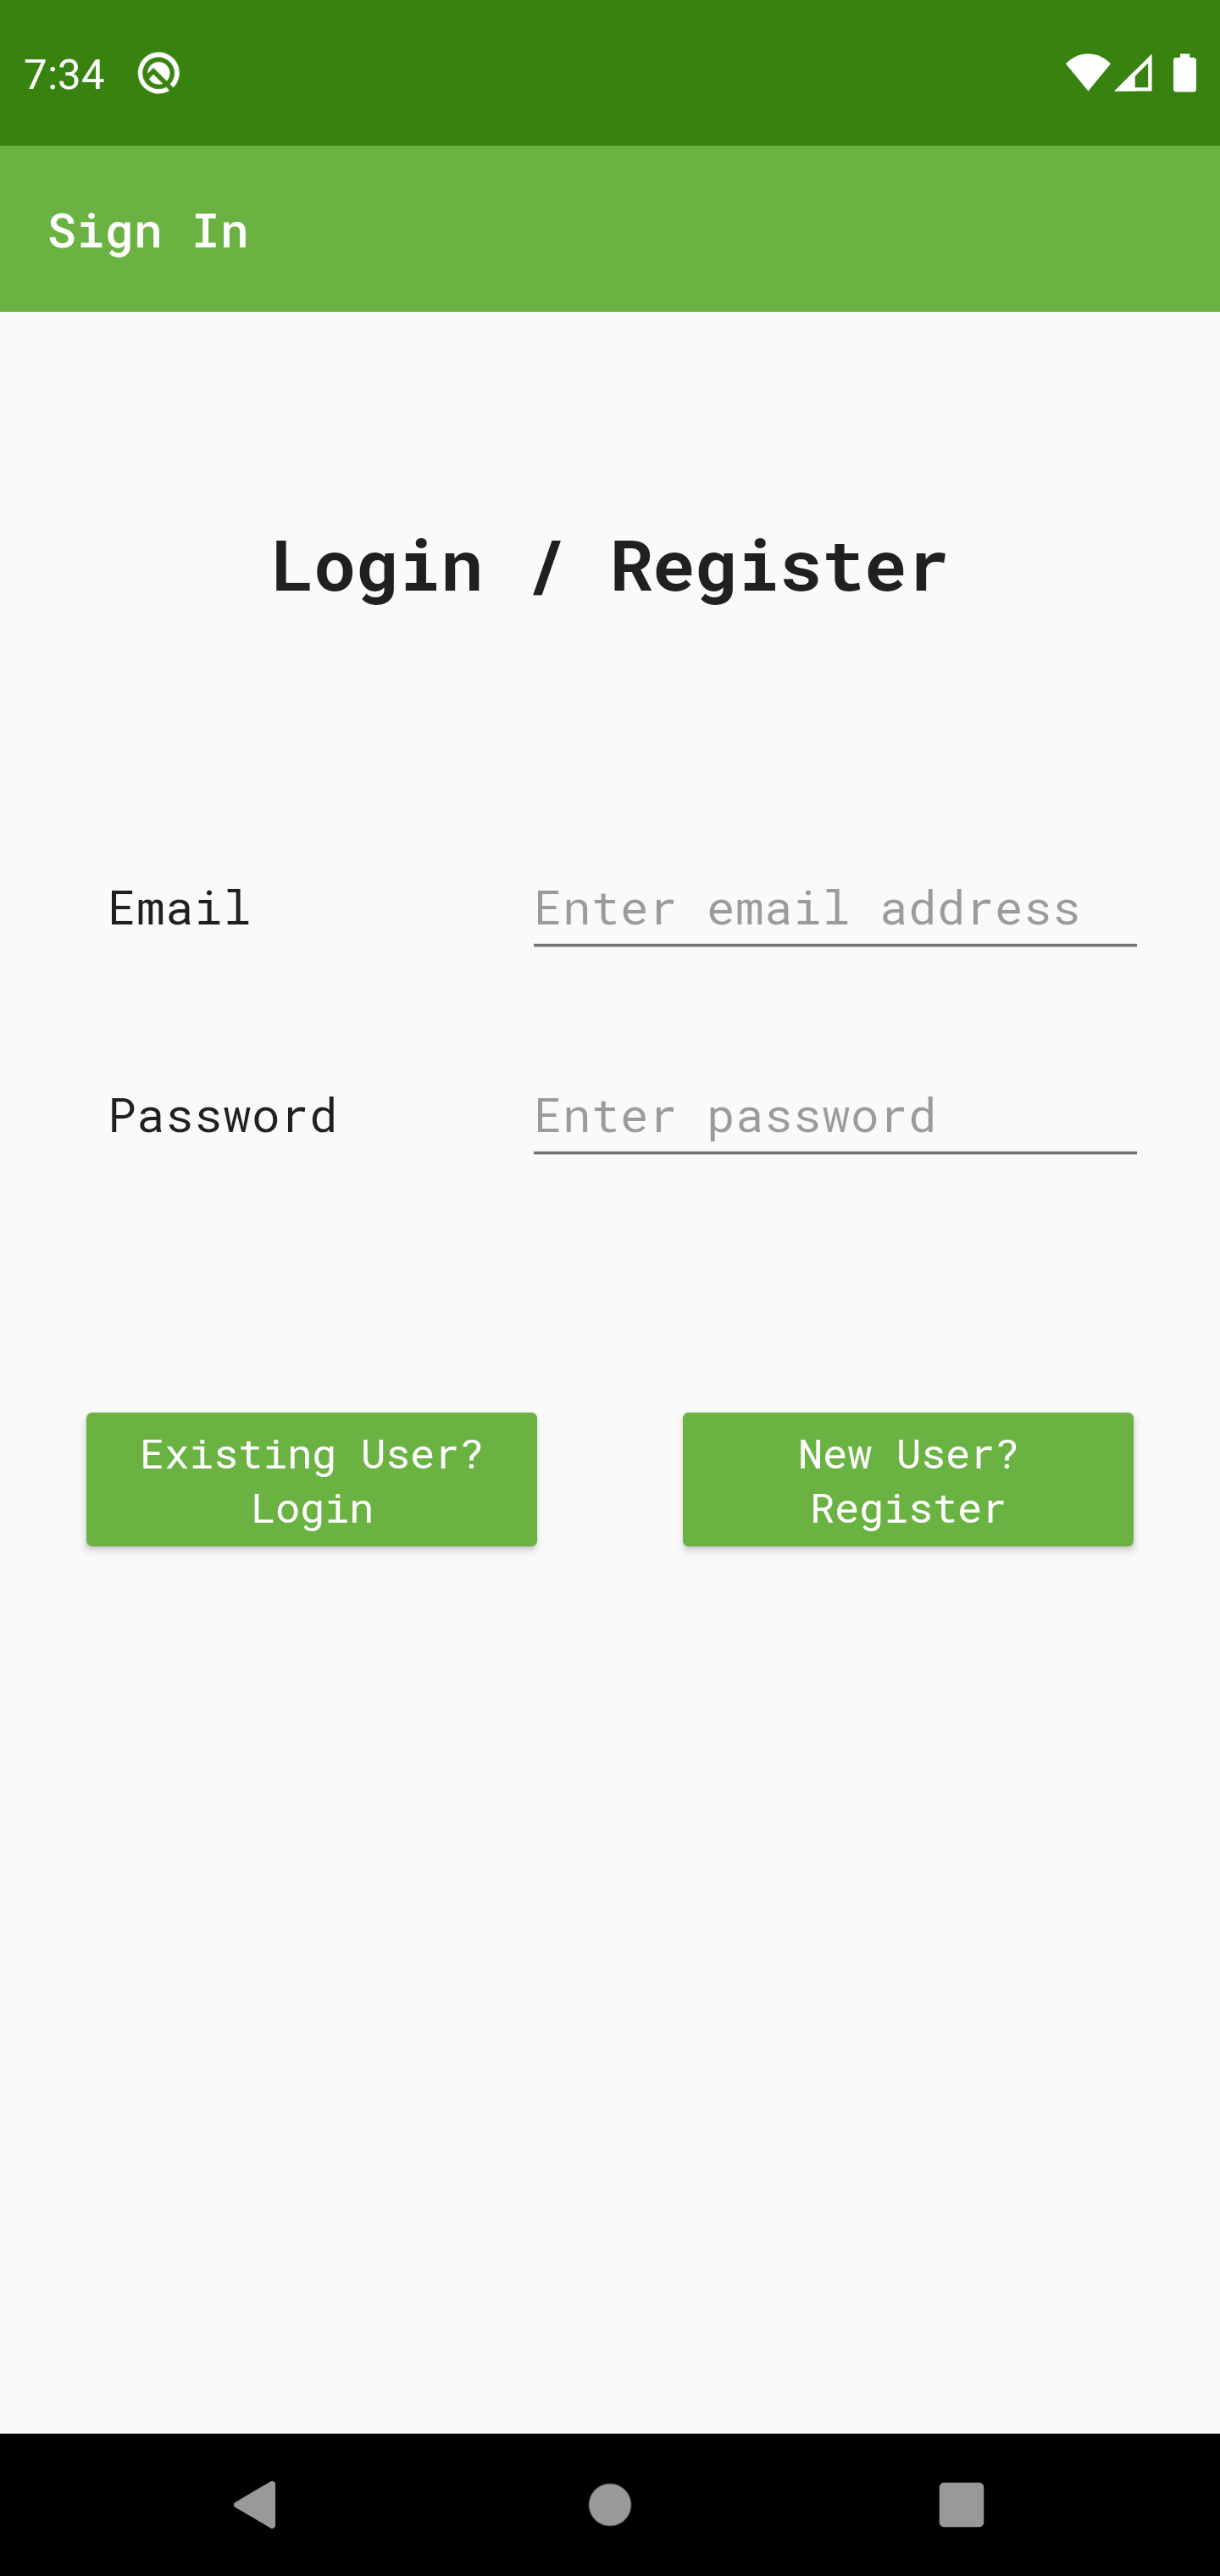 7:34
Sign In
Login / Register
Email
Enter email address
Password
Enter password
Existing User?
Login
New User?
Register